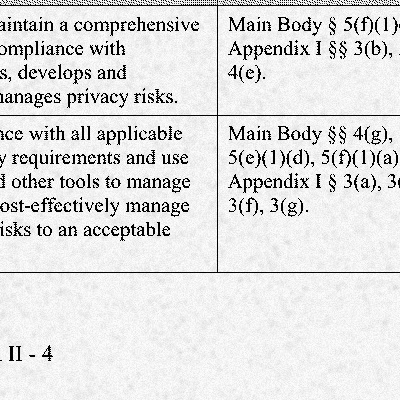 aintain a comprehensive
ompliance with
s, develops and
anages privacy risks.
Main Body § 5(f)(1)
Appendix I §§ 3(b),
4(e).
nce with all applicable
y requirements and use
d other tools to manage
ost-effectively manage
isks to an acceptable
Main Body §§ 4(g),
5(e)(1)(d), 5(f)(1)(a)
Appendix I § 3(a), 3
3(f), 3(g).
II - 4